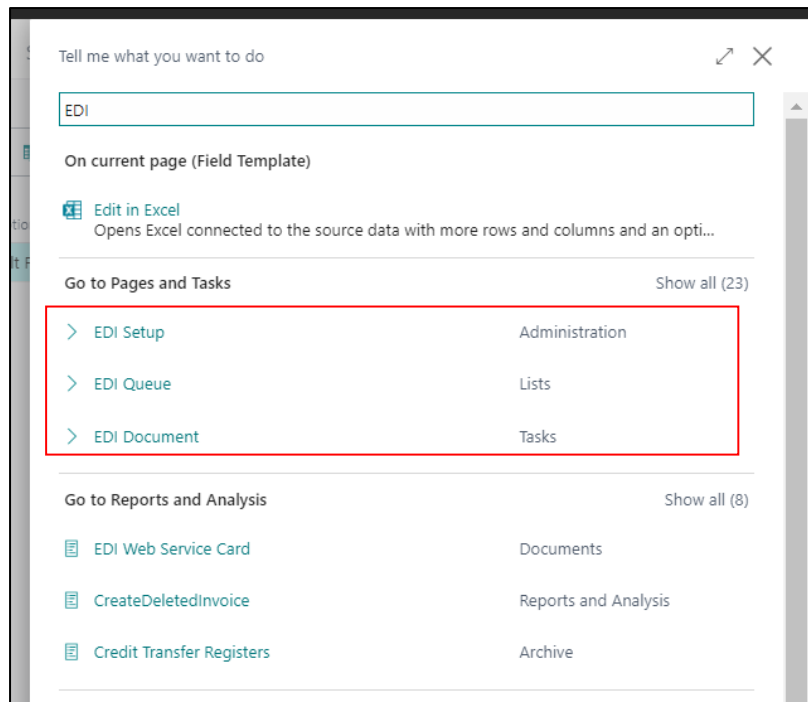 Tell me what you want to do
EDI
On current page (Field Template)
Edit in Excel
Opens Excel connected to the source data with more rows and columns and an opti...
Go to Pages and Tasks Show all (23)
EDI Setup Administration
EDI Queue Lists
EDI Document Tasks
Go to Reports and Analysis Show all (8)
EDI Web Service Card Documents
CreateDeletedInvoice Reports and Analysis
Credit Transfer Registers Archive